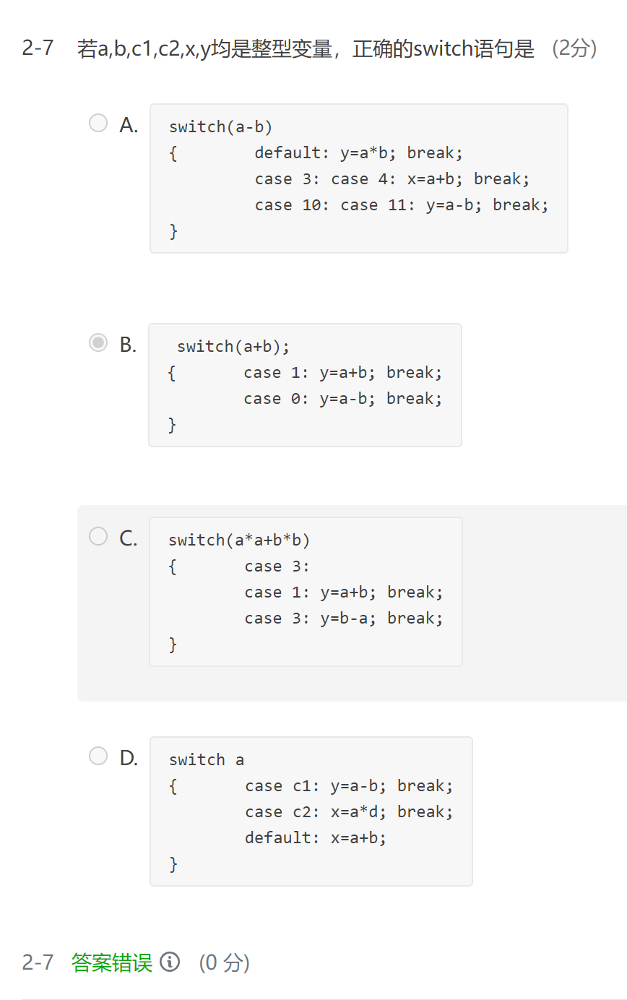 2-7 若a,b,c1,c2,x,y均是整型变量，正确的switch语句是 (2分)
A.
switch(a-b)
{ default: y=a*b; break;
case 3: case 4: x=a+b; break;
case 10: case 11: y=a-b; break;
}
B.
switch(a+b);
{ case 1: y=a+b; break;
case 0: y=a-b; break;
}
C.
switch(a*a+b*b)
{ case 3:
case 1: y=a+b; break;
case 3: y=b-a; break;
}
D.
switch a
{ case c1: y=a-b; break;
case c2: x=a*d; break;
default: x=a+b;
}
2-7 答案错误 (0 分)